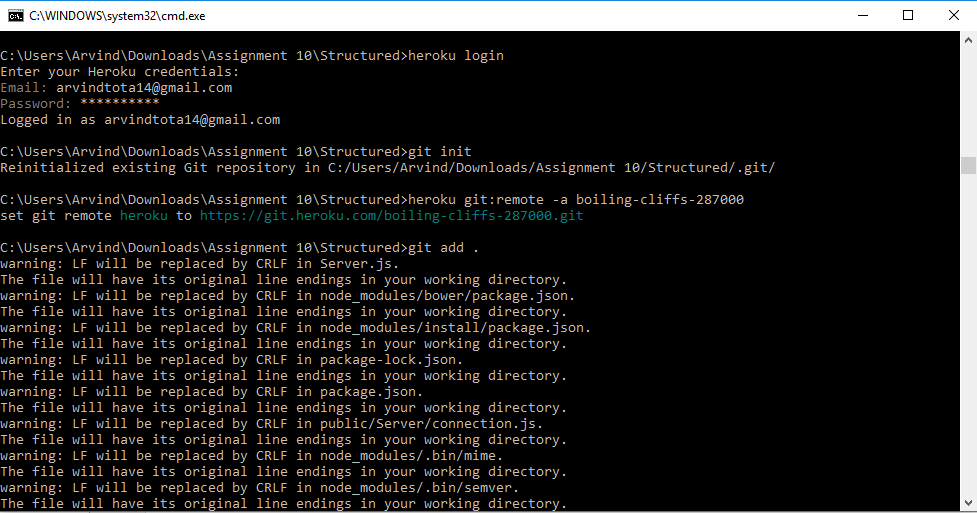 C:\WINDOWS\system32\cmd.exe
C:\Users\Arvind\Downloads\Assignment 10\Structured>heroku login
Enter your Heroku credentials:
Email: arvindtota14@gmail.com
Password: **********
Logged in as arvindtota14@gmail.com
C:\Users\Arvind\Downloads\Assignment 10\Structured>git init
Reinitialized existing Git repository in C:/Users/Arvind/Downloads/Assignment 10/Structured/.git/
C:\Users\Arvind\Downloads\Assignment 10\Structured>heroku git:remote -a boiling-cliffs-287000
set git remote heroku to https://git.heroku.com/boiling-cliffs-287000.git
C:\Users\Arvind\Downloads\Assignment 10\Structured>git add .
warning: LF will be replaced by CRLF in Server.js.
The file will have its original line endings in your working directory.
warning: LF will be replaced by CRLF in node_modules/bower/package.json.
The file will have its original line endings in your working directory.
warning: LF will be replaced by CRLF in node_modules/install/package.json.
The file will have its original line endings in your working directory.
warning: LF will be replaced by CRLF in package-lock.json.
The file will have its original line endings in your working directory.
warning: LF will be replaced by CRLF in package.json.
The file will have its original line endings in your working directory.
warning: LF will be replaced by CRLF in public/Server/connection.js.
The file will have its original line endings in your working directory.
warning: LF will be replaced by CRLF in node_modules/.bin/mime.
The file will have its original line endings in your working directory.
warning: LF will be replaced by CRLF in node_modules/.bin/semver.
The file will have its original line endings in your working directory.